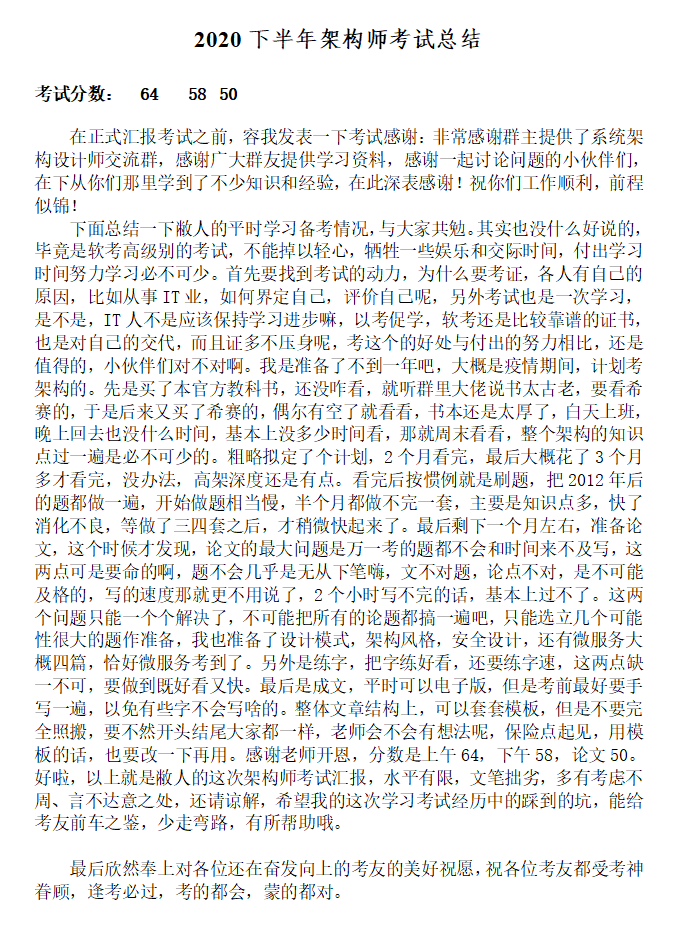 2020 下半年架构师考试总结
考试分数： 64 58 50
在正式汇报考试之前，容我发表一下考试感谢：非常感谢群主提供了系统架
构设计师交流群，感谢广大群友提供学习资料，感谢一起讨论问题的小伙伴们，
在下从你们那里学到了不少知识和经验，在此深表感谢！祝你们工作顺利，前程
似锦！
下面总结一下敝人的平时学习备考情况，与大家共勉。其实也没什么好说的，
毕竟是软考高级别的考试，不能掉以轻心，牺牲一些娱乐和交际时间，付出学习
时间努力学习必不可少。首先要找到考试的动力，为什么要考证，各人有自己的
原因，比如从事 IT 业，如何界定自己，评价自己呢，另外考试也是一次学习，
是不是，IT 人不是应该保持学习进步嘛，以考促学，软考还是比较靠谱的证书，
也是对自己的交代，而且证多不压身呢，考这个的好处与付出的努力相比，还是
值得的，小伙伴们对不对啊。我是准备了不到一年吧，大概是疫情期间，计划考
架构的。先是买了本官方教科书，还没咋看，就听群里大佬说书太古老，要看希
赛的，于是后来又买了希赛的，偶尔有空了就看看，书本还是太厚了，白天上班，
晚上回去也没什么时间，基本上没多少时间看，那就周末看看，整个架构的知识
点过一遍是必不可少的。粗略拟定了个计划，2 个月看完，最后大概花了 3 个月
多才看完，没办法，高架深度还是有点。看完后按惯例就是刷题，把 2012 年后
的题都做一遍，开始做题相当慢，半个月都做不完一套，主要是知识点多，快了
消化不良，等做了三四套之后，才稍微快起来了。最后剩下一个月左右，准备论
文，这个时候才发现，论文的最大问题是万一考的题都不会和时间来不及写，这
两点可是要命的啊，题不会几乎是无从下笔嗨，文不对题，论点不对，是不可能
及格的，写的速度那就更不用说了，2 个小时写不完的话，基本上过不了。这两
个问题只能一个个解决了，不可能把所有的论题都搞一遍吧，只能选立几个可能
性很大的题作准备，我也准备了设计模式，架构风格，安全设计，还有微服务大
概四篇，恰好微服务考到了。另外是练字，把字练好看，还要练字速，这两点缺
一不可，要做到既好看又快。最后是成文，平时可以电子版，但是考前最好要手
写一遍，以免有些字不会写啥的。整体文章结构上，可以套套模板，但是不要完
全照搬，要不然开头结尾大家都一样，老师会不会有想法呢，保险点起见，用模
板的话，也要改一下再用。感谢老师开恩，分数是上午 64，下午 58，论文 50。
好啦，以上就是敝人的这次架构师考试汇报，水平有限，文笔拙劣，多有考虑不
周、言不达意之处，还请谅解，希望我的这次学习考试经历中的踩到的坑，能给
考友前车之鉴，少走弯路，有所帮助哦。
最后欣然奉上对各位还在奋发向上的考友的美好祝愿，祝各位考友都受考神
眷顾，逢考必过，考的都会，蒙的都对。